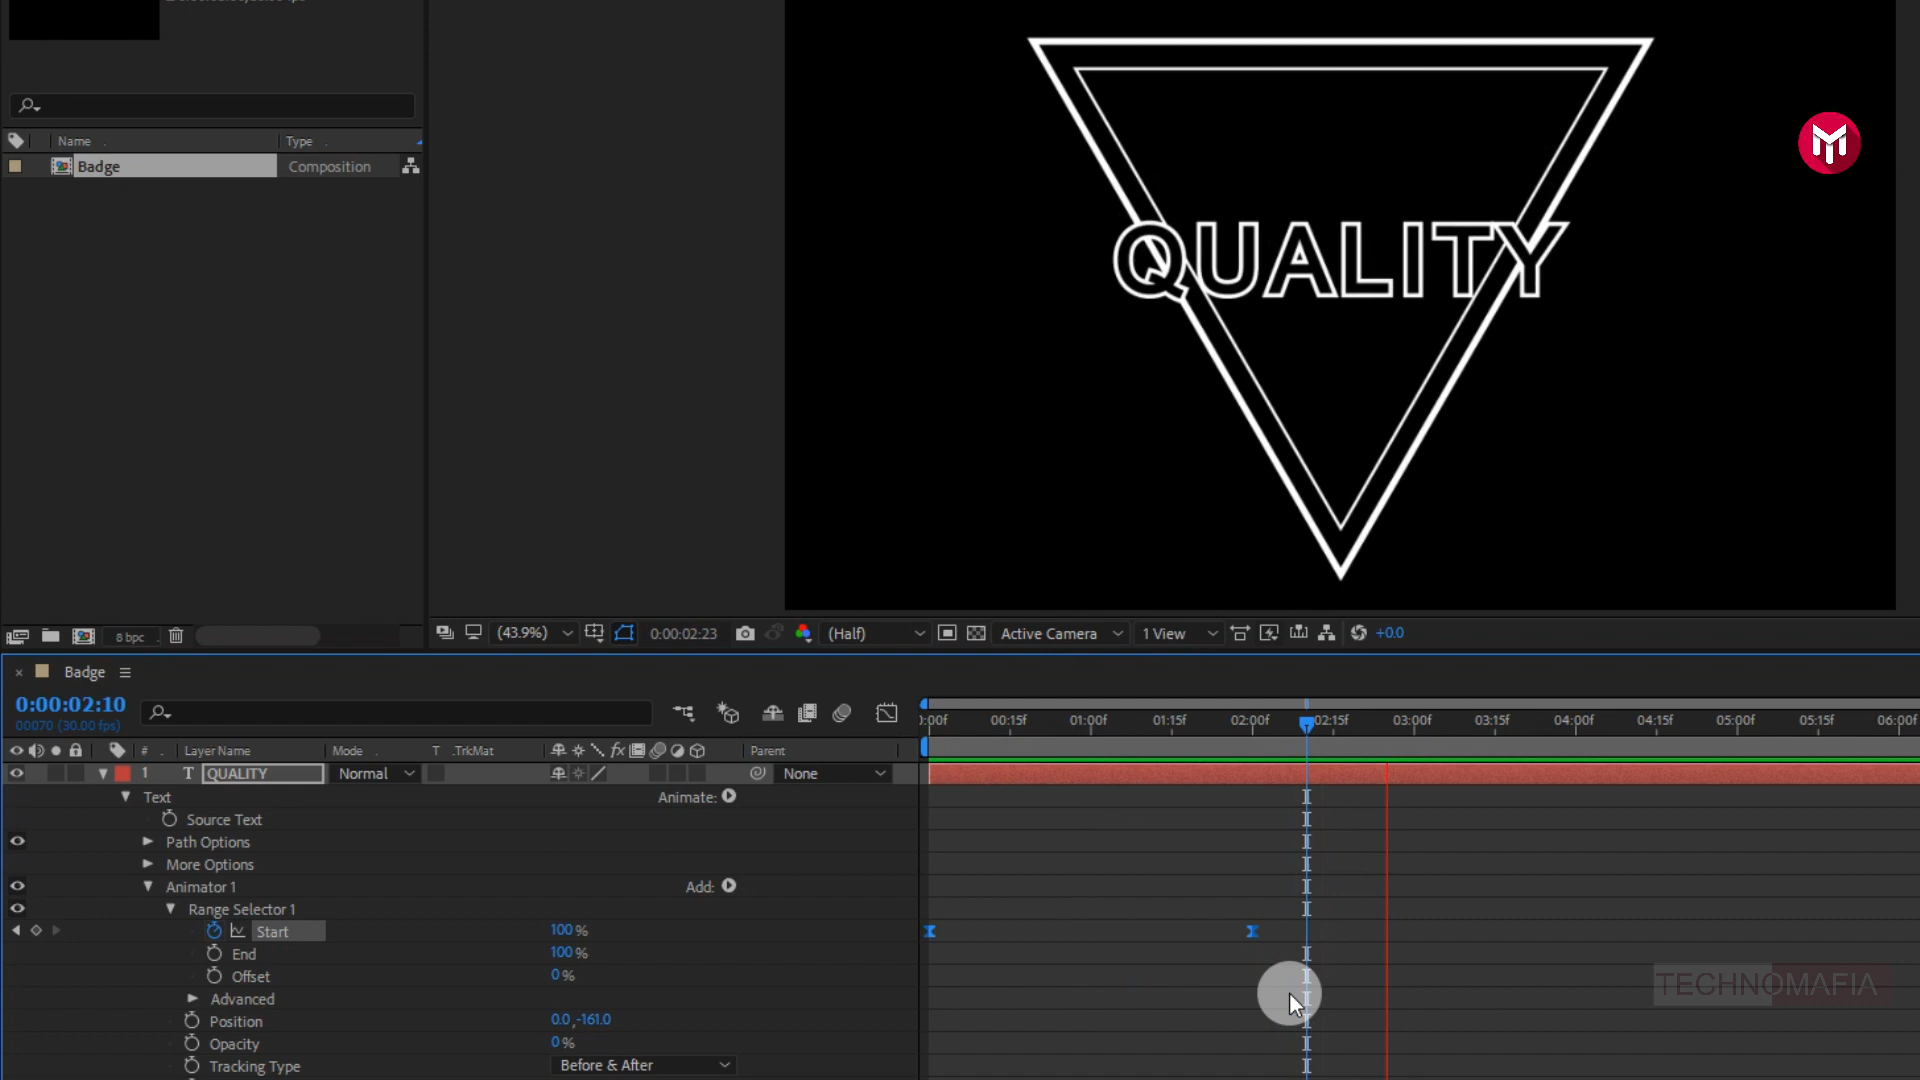 Name
Type
Badge
Composition
QUALITY
8 bpc
(43.9%)
0:00:02:23
(Half)
Active Camera
1 View
+0.0
× Badge
0:00:02:10
00070 (30.00 fps)
:00f 00:15f 01:00f 01:15f 02:00f 02:15f 03:00f 03:15f 04:00f 04:15f 05:00f 05:15f 06:00f
# Layer Name Mode T .TrkMat fx Parent
1 T QUALITY Normal None
Text Animate:
Source Text
Path Options
More Options
Animator 1 Add:
Range Selector 1
Start 100 %
End 100 %
Offset 0 %
TECHNOMAFIA
Advanced
Position 0.0,-161.0
Opacity 0 %
Tracking Type Before & After